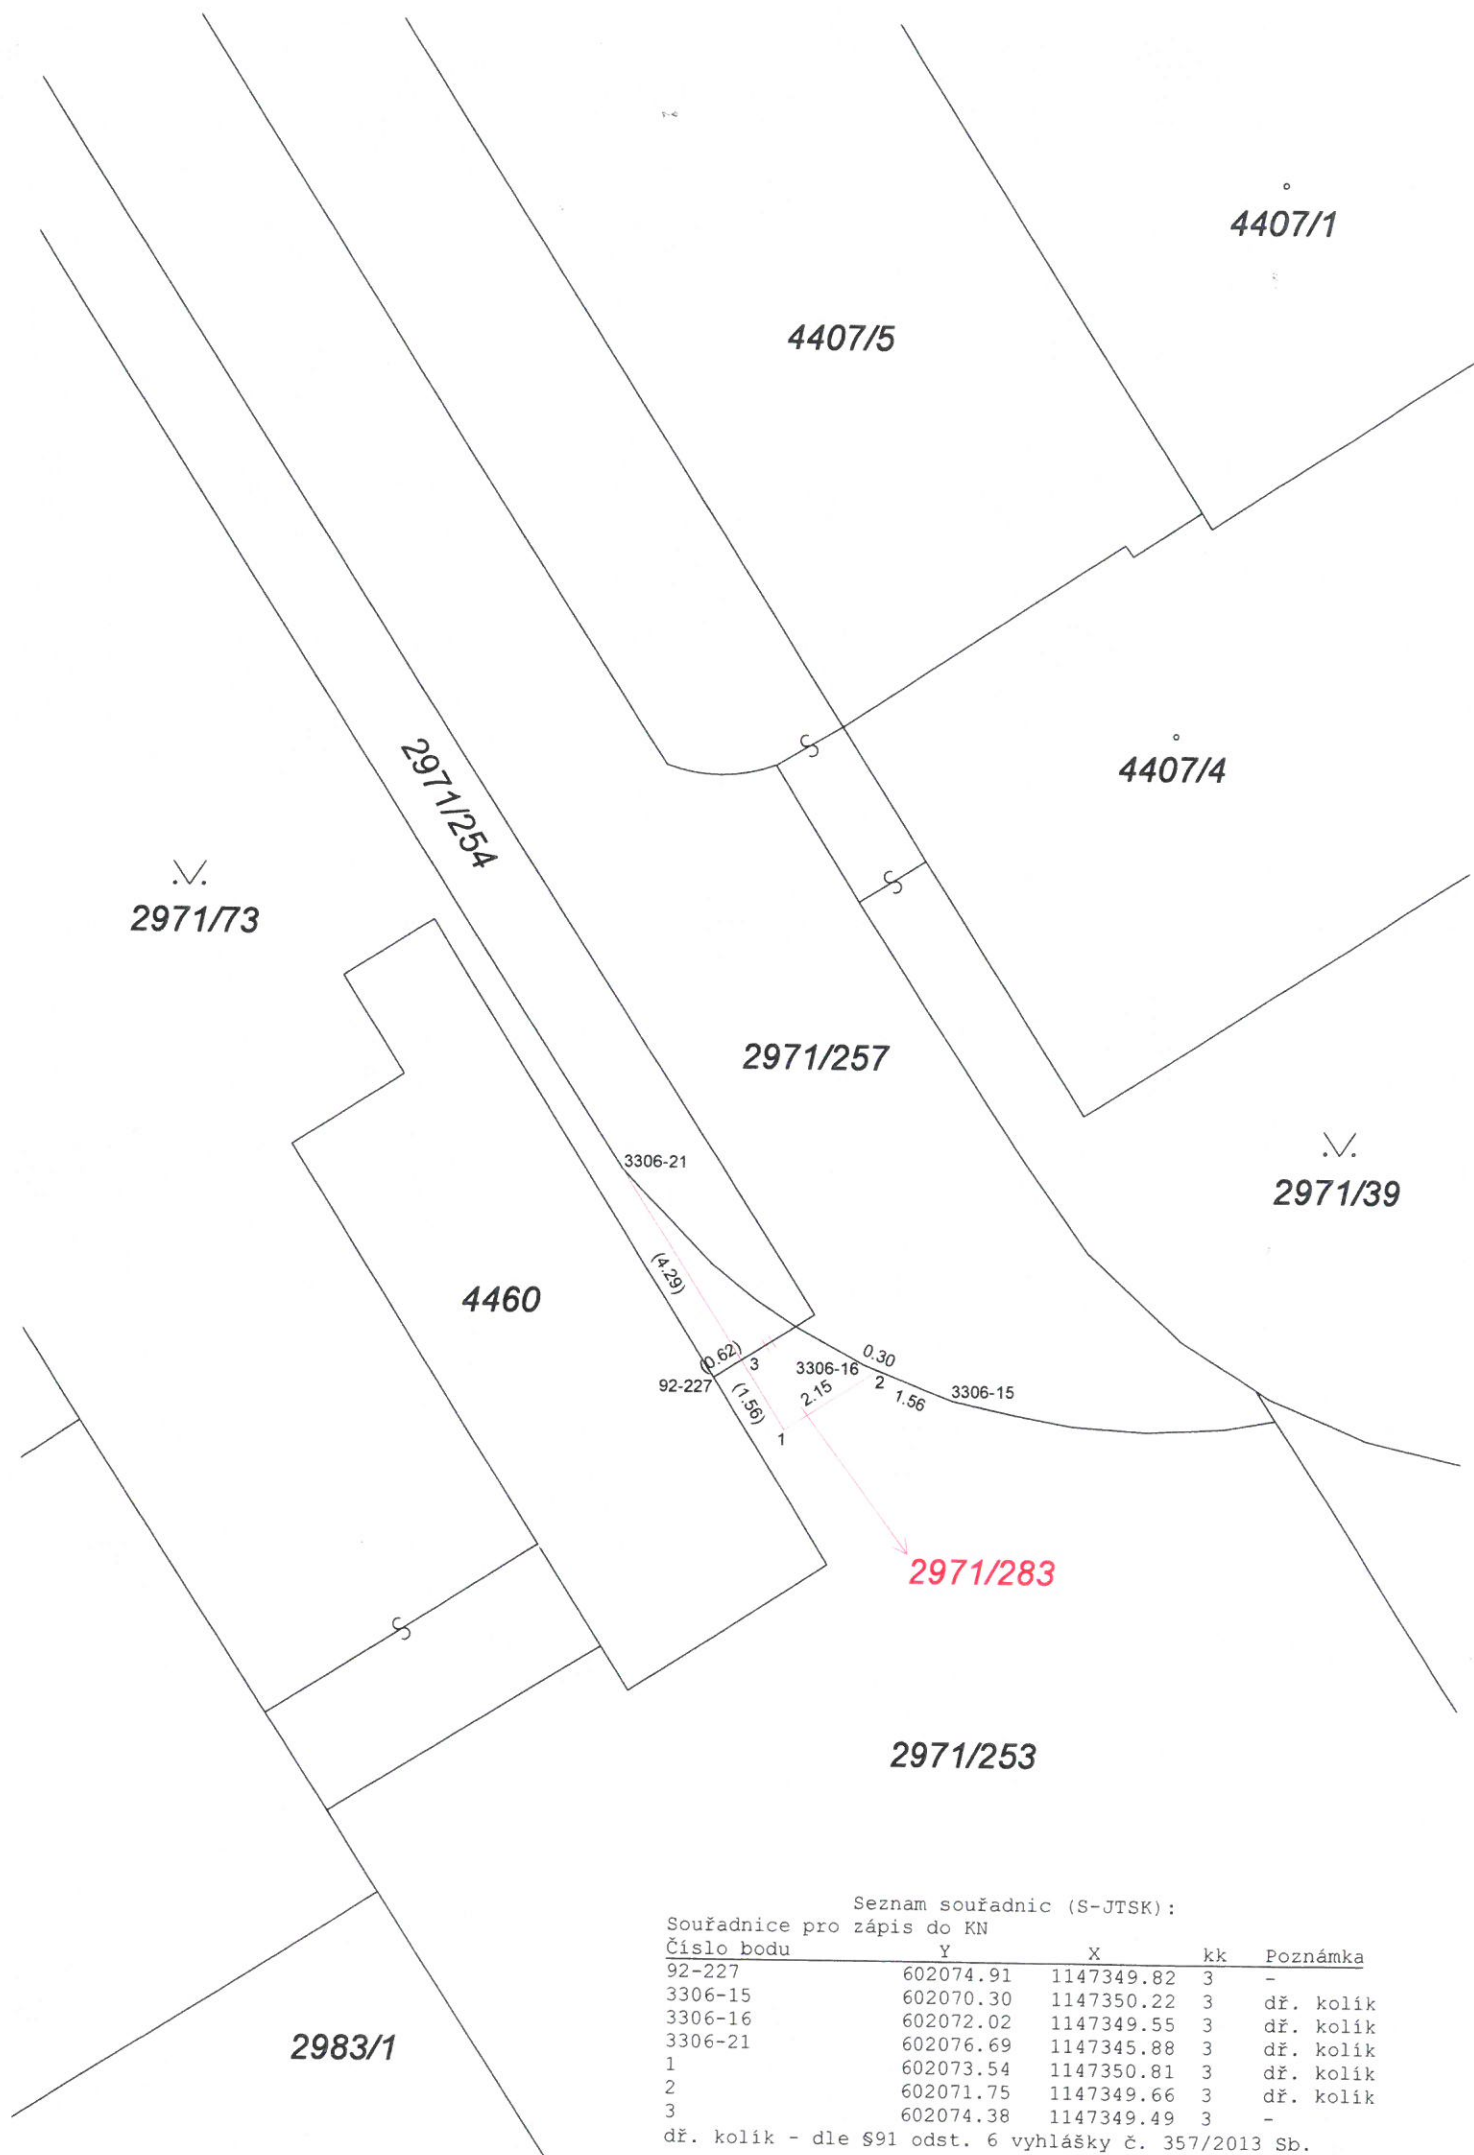 4407/1
4407/5
2971/254
4407/4
2971/73
2971/257
3306-21
2971/39
(4.29)
4460
(0.62)
3
3306-16
0.30
92-227
(1.56)
2.15
2
1.56
3306-15
1
2971/283
2971/253
2983/1
Seznam souřadnic (S-JTSK):
Souřadnice pro zápis do KN
Číslo bodu Y X kk Poznámka
92-227 602074.91 1147349.82 3 -
3306-15 602070.30 1147350.22 3 dř. kolík
3306-16 602072.02 1147349.55 3 dř. kolík
3306-21 602076.69 1147345.88 3 dř. kolík
1 602073.54 1147350.81 3 dř. kolík
2 602071.75 1147349.66 3 dř. kolík
3 602074.38 1147349.49 3 -
dř. kolík - dle §91 odst. 6 vyhlášky č. 357/2013 Sb.